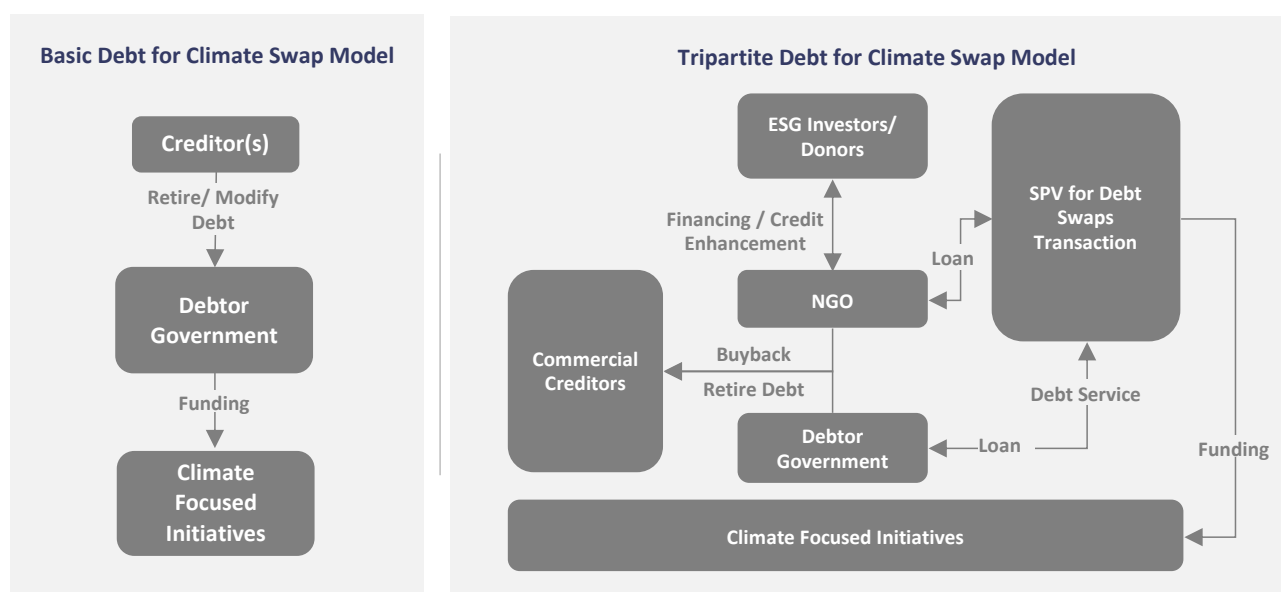 Basic Debt for Climate Swap Model
Creditor(s)
Retire/ Modify
Debt
Debtor
Government
Funding
Climate
Focused
Initiatives
Tripartite Debt for Climate Swap Model
ESG Investors/
Donors
Financing / Credit
Enhancement
NGO
Loan
SPV for Debt
Swaps
Transaction
Commercial
Creditors
Buyback
Retire Debt
Debtor
Government
Loan
Debt Service
Funding
Climate Focused Initiatives